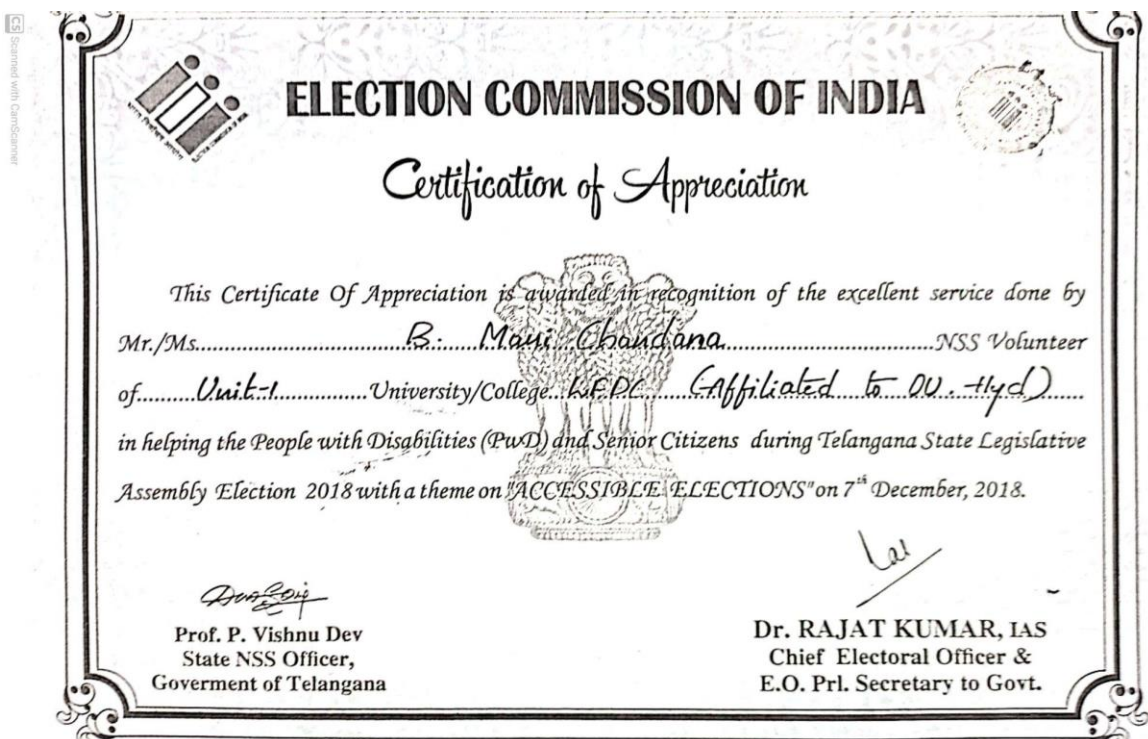 CS Scanned with CamScanner
ELECTION COMMISSION OF INDIA
Certification of Appreciation
This Certificate Of Appreciation is awarded in recognition of the excellent service done by
Mr./Ms. B. Mani Chandana NSS Volunteer
of Unit-1 University/College (Affiliated to OU. Hyd)
in helping the People with Disabilities (PwD) and Senior Citizens during Telangana State Legislative
Assembly Election 2018 with a theme on "ACCESSIBLE ELECTIONS" on 7th December, 2018.
Prof. P. Vishnu Dev
State NSS Officer,
Goverment of Telangana
Dr. RAJAT KUMAR, IAS
Chief Electoral Officer &
E.O. Prl. Secretary to Govt.